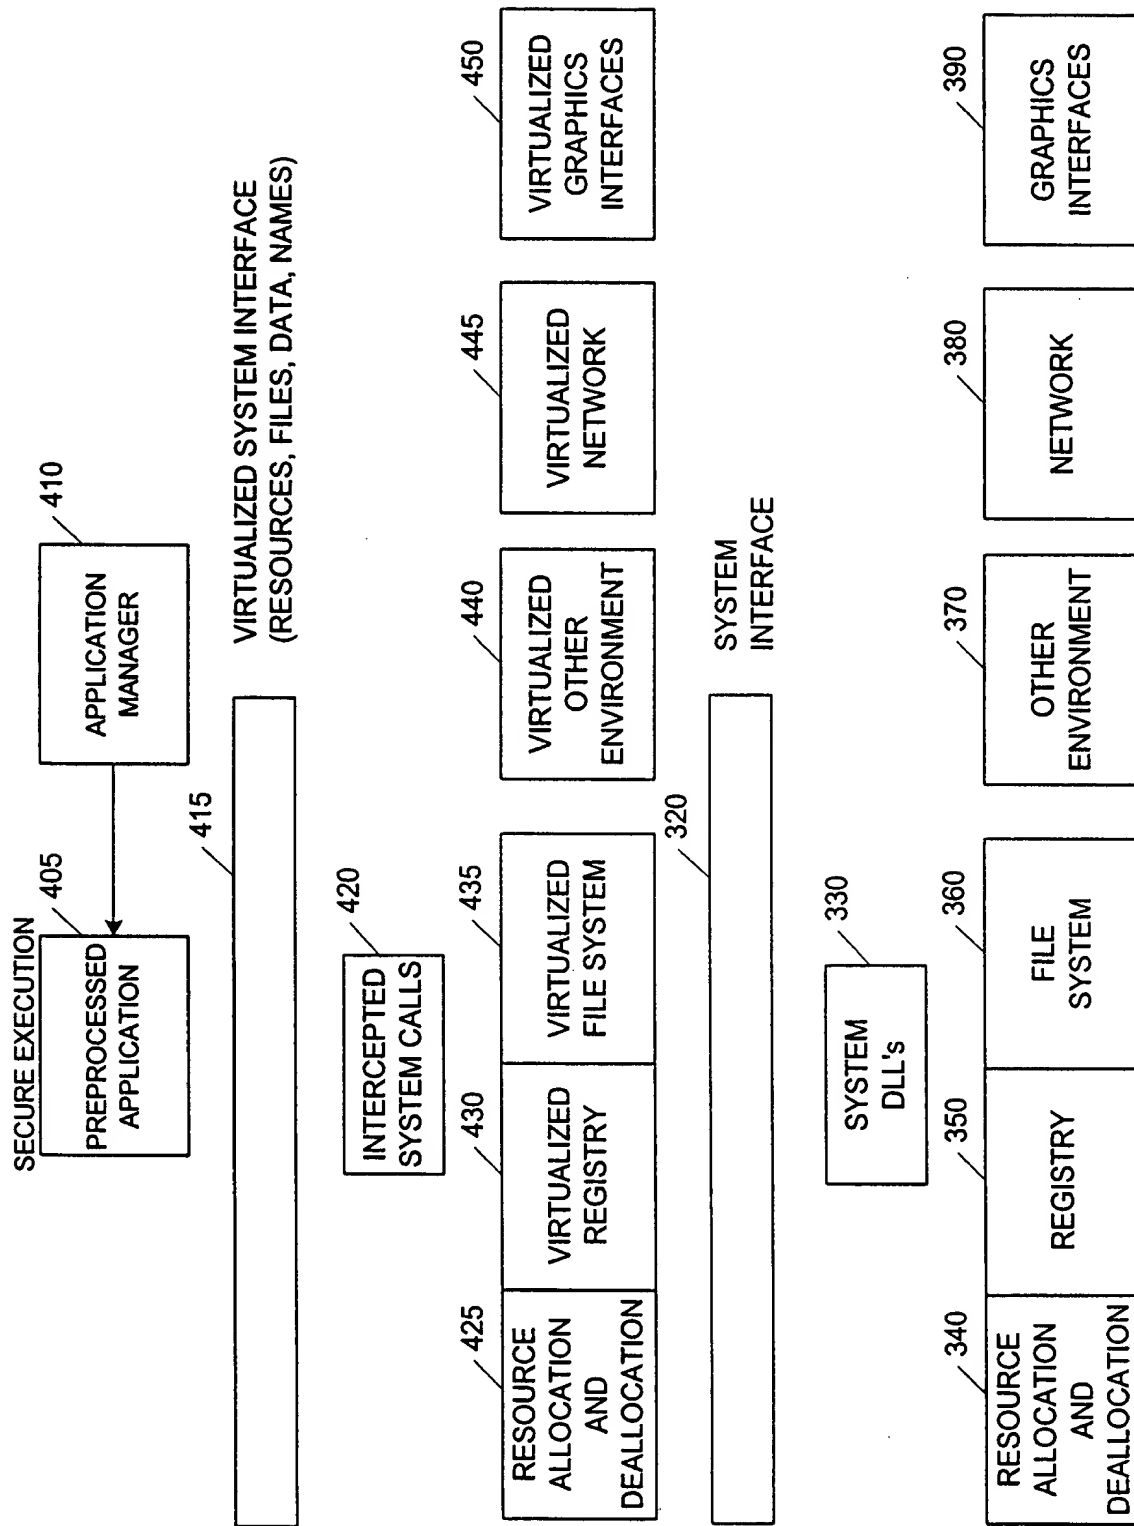 SECURE EXECUTION
405
PREPROCESSED
APPLICATION
410
APPLICATION
MANAGER
415
VIRTUALIZED SYSTEM INTERFACE
(RESOURCES, FILES, DATA, NAMES)
420
INTERCEPTED
SYSTEM CALLS
425
RESOURCE
ALLOCATION
AND
DEALLOCATION
430
VIRTUALIZED
REGISTRY
435
VIRTUALIZED
FILE SYSTEM
440
VIRTUALIZED
OTHER
ENVIRONMENT
445
VIRTUALIZED
NETWORK
450
VIRTUALIZED
GRAPHICS
INTERFACES
320
SYSTEM
INTERFACE
330
SYSTEM
DLL's
340
RESOURCE
ALLOCATION
AND
DEALLOCATION
350
REGISTRY
360
FILE
SYSTEM
370
OTHER
ENVIRONMENT
380
NETWORK
390
GRAPHICS
INTERFACES